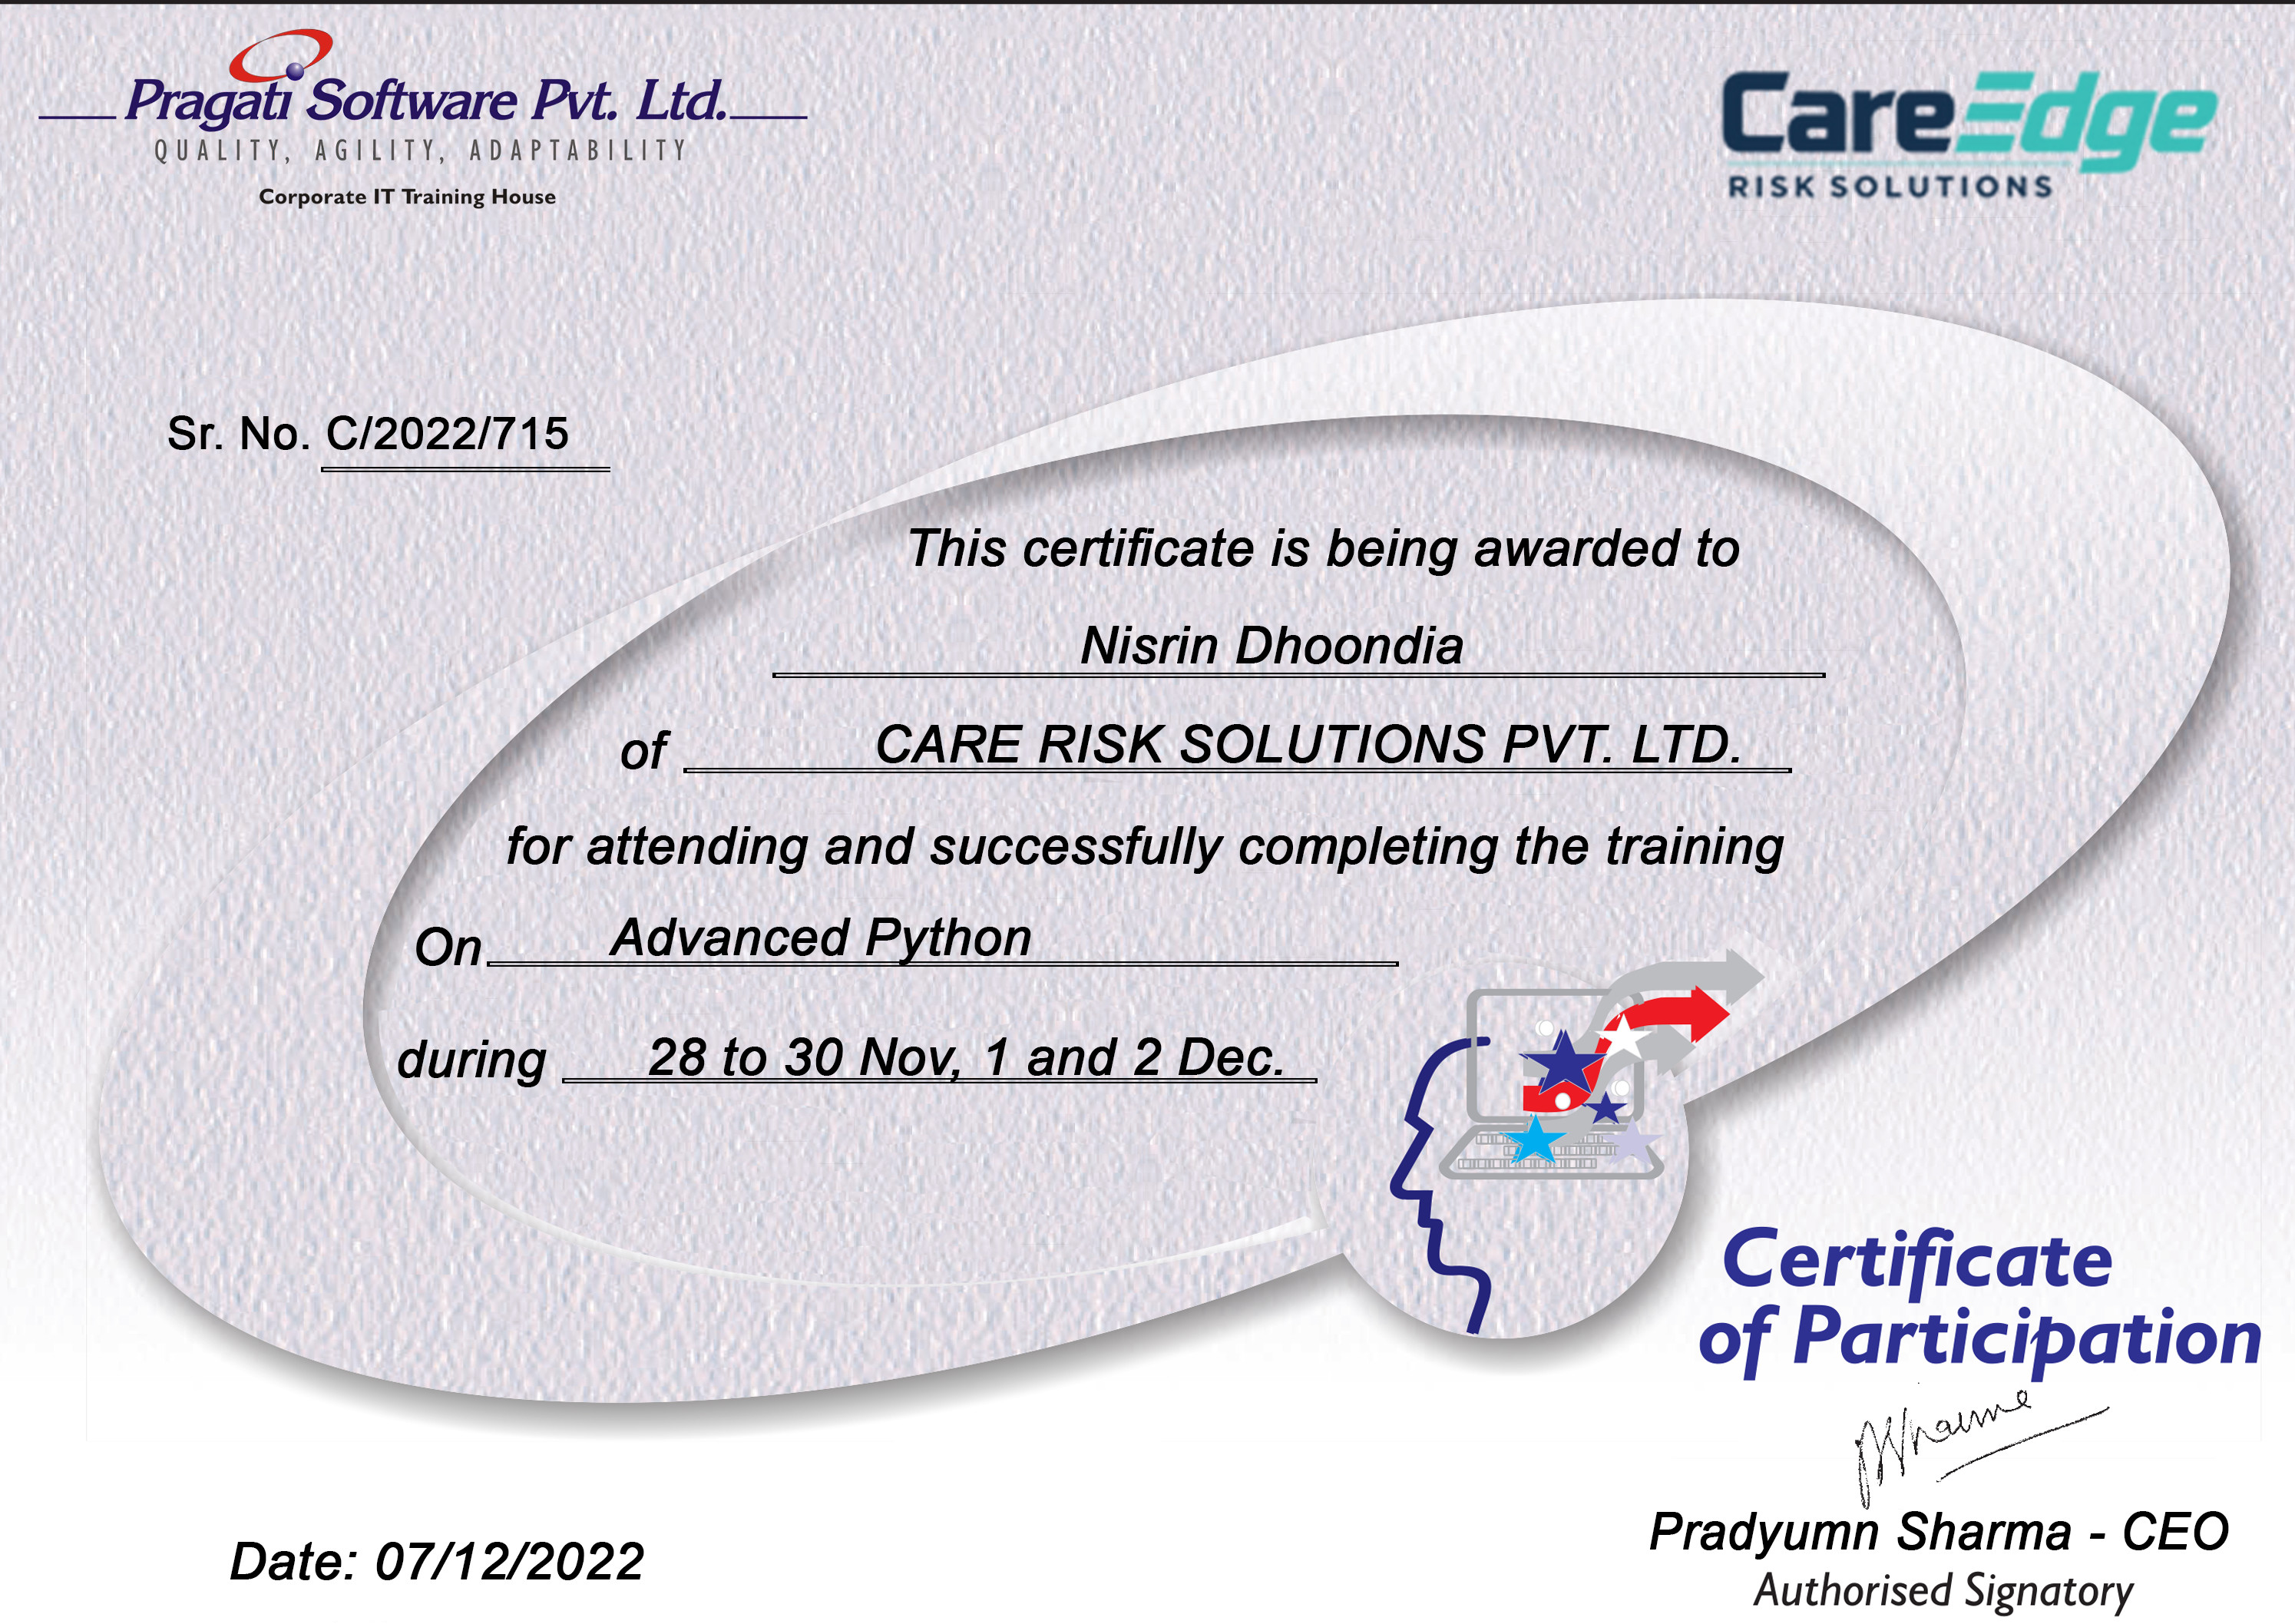 Pragati Software Pvt. Ltd.
QUALITY, AGILITY, ADAPTABILITY
Corporate IT Training House
CareEdge
RISK SOLUTIONS
Sr. No. C/2022/715
This certificate is being awarded to
Nisrin Dhoondia
of CARE RISK SOLUTIONS PVT. LTD.
for attending and successfully completing the training
On Advanced Python
during 28 to 30 Nov, 1 and 2 Dec.
Certificate
of Participation
Pradyumn Sharma - CEO
Authorised Signatory
Date: 07/12/2022